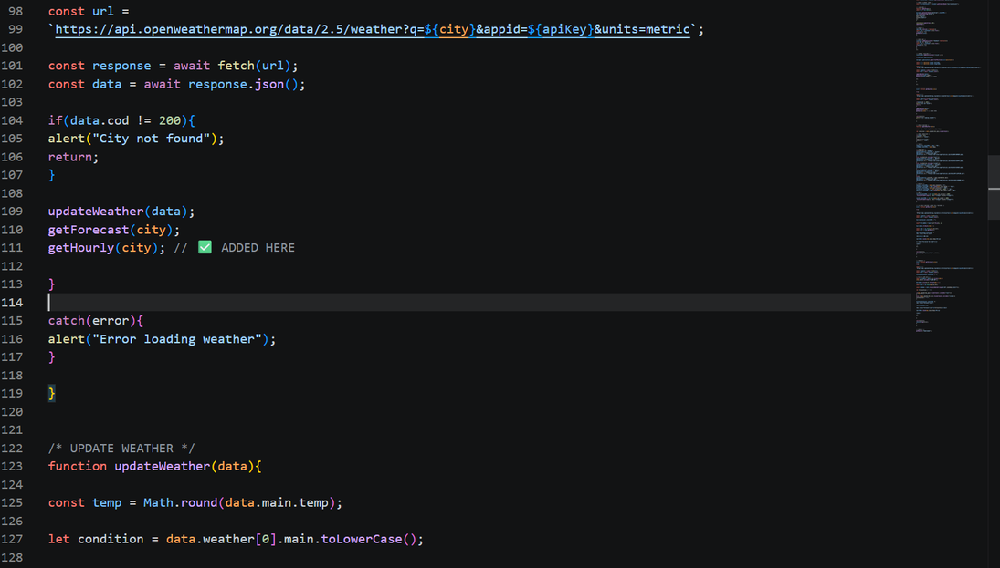 98 const url =
99 `https://api.openweathermap.org/data/2.5/weather?q=${city}&appid=${apiKey}&units=metric`;
100
101 const response = await fetch(url);
102 const data = await response.json();
103
104 if(data.cod != 200){
105 alert("City not found");
106 return;
107 }
108
109 updateWeather(data);
110 getForecast(city);
111 getHourly(city); // ✅ ADDED HERE
112
113 }
114
115 catch(error){
116 alert("Error loading weather");
117 }
118
119 }
120
121
122 /* UPDATE WEATHER */
123 function updateWeather(data){
124
125 const temp = Math.round(data.main.temp);
126
127 let condition = data.weather[0].main.toLowerCase();
128